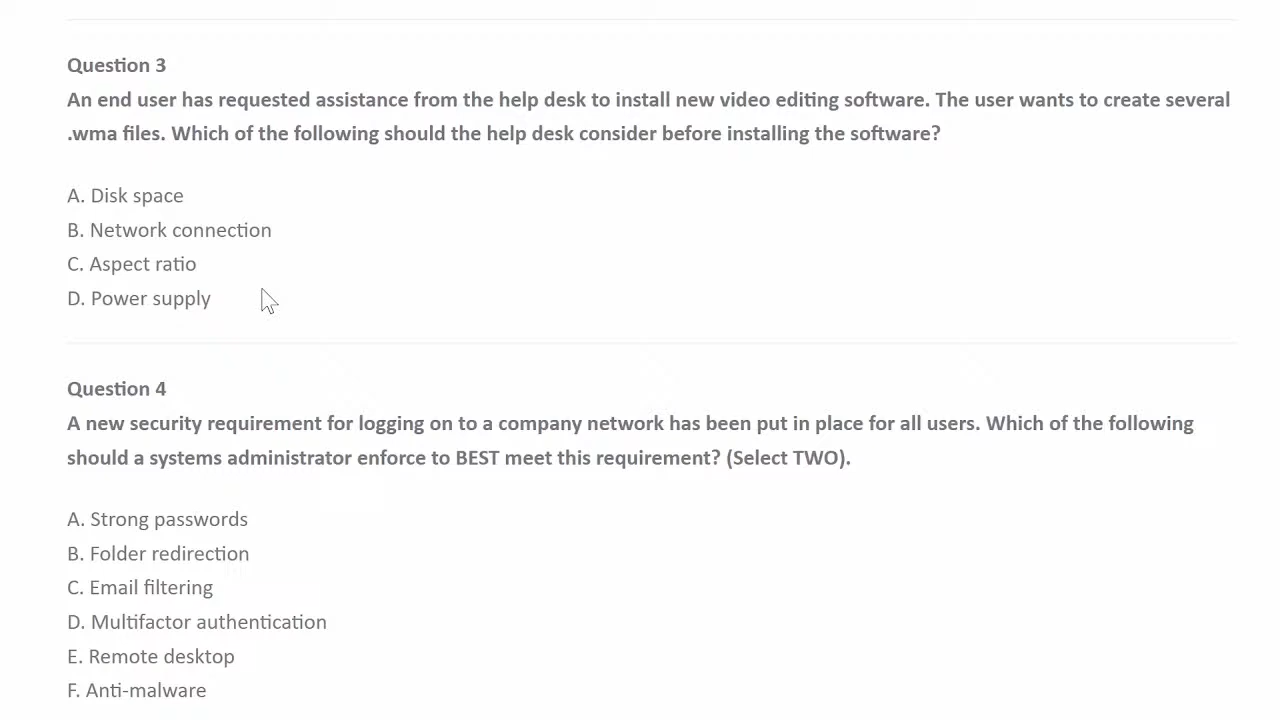 Question 3
An end user has requested assistance from the help desk to install new video editing software. The user wants to create several
.wma files. Which of the following should the help desk consider before installing the software?
A. Disk space
B. Network connection
C. Aspect ratio
D. Power supply
Question 4
A new security requirement for logging on to a company network has been put in place for all users. Which of the following
should a systems administrator enforce to BEST meet this requirement? (Select TWO).
A. Strong passwords
B. Folder redirection
C. Email filtering
D. Multifactor authentication
E. Remote desktop
F. Anti-malware